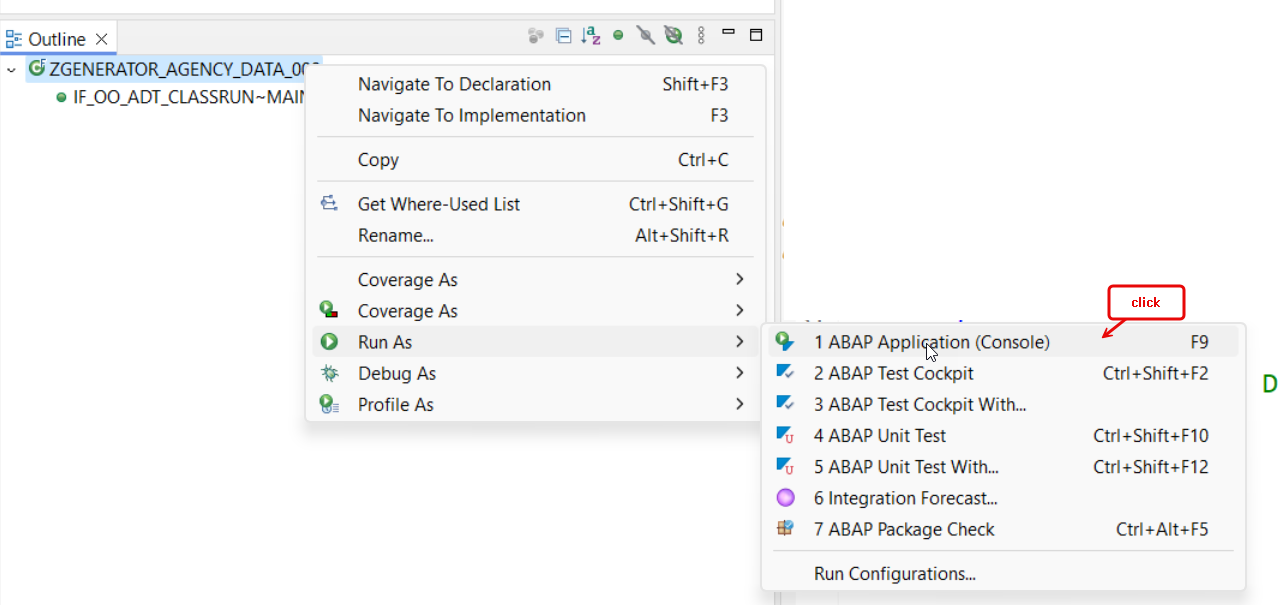 Outline
ZGENERATOR_AGENCY_DATA_00
IF_OO_ADT_CLASSRUN~MAIN
Navigate To Declaration Shift+F3
Navigate To Implementation F3
Copy Ctrl+C
Get Where-Used List Ctrl+Shift+G
Rename... Alt+Shift+R
Coverage As
Coverage As
Run As
Debug As
Profile As
click
1 ABAP Application (Console) F9
2 ABAP Test Cockpit Ctrl+Shift+F2
3 ABAP Test Cockpit With...
4 ABAP Unit Test Ctrl+Shift+F10
5 ABAP Unit Test With... Ctrl+Shift+F12
6 Integration Forecast...
7 ABAP Package Check Ctrl+Alt+F5
Run Configurations...
D